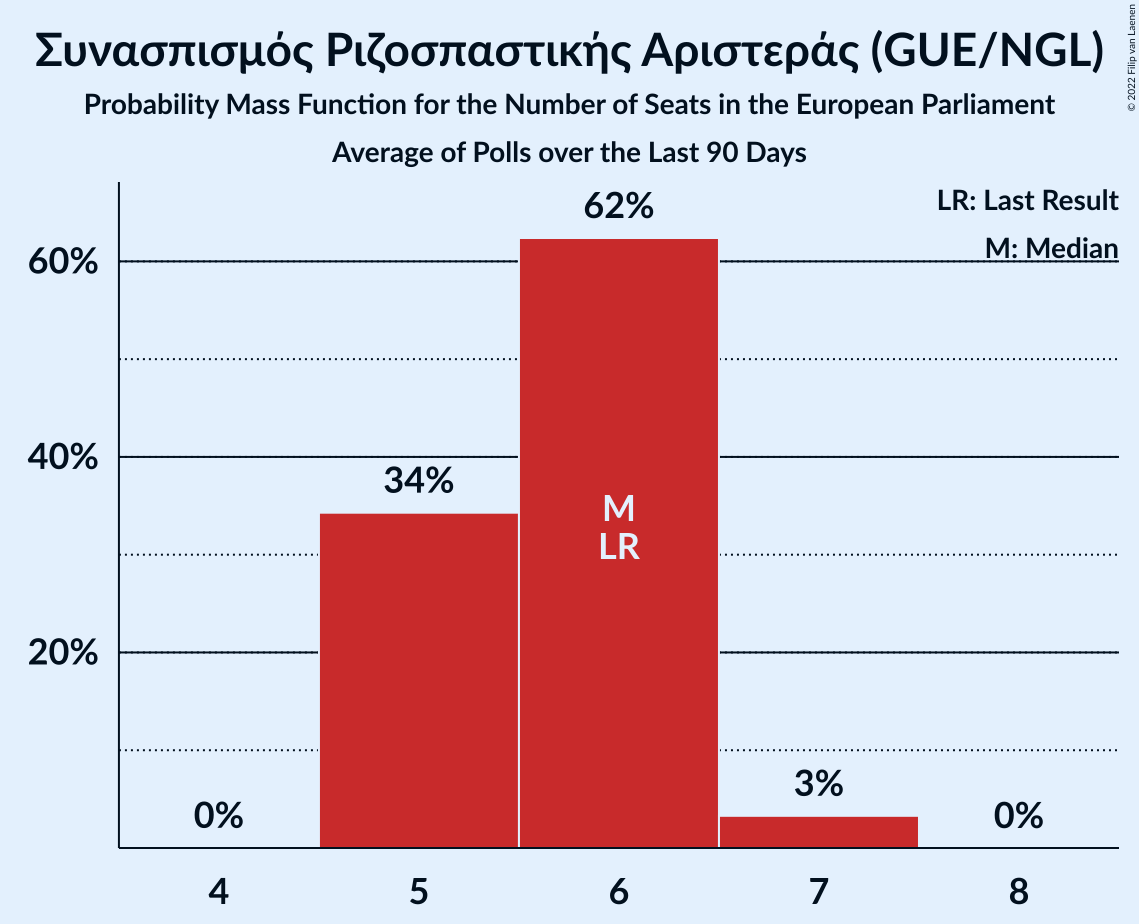 Συνασπισμός Ριζοσπαστικής Αριστεράς (GUE/NGL)
Probability Mass Function for the Number of Seats in the European Parliament
Average of Polls over the Last 90 Days
© 2022 Filip van Laenen
LR: Last Result
M: Median
62%
60%
40%
34%
M
LR
20%
0%
3%
0%
4 5 6 7 8